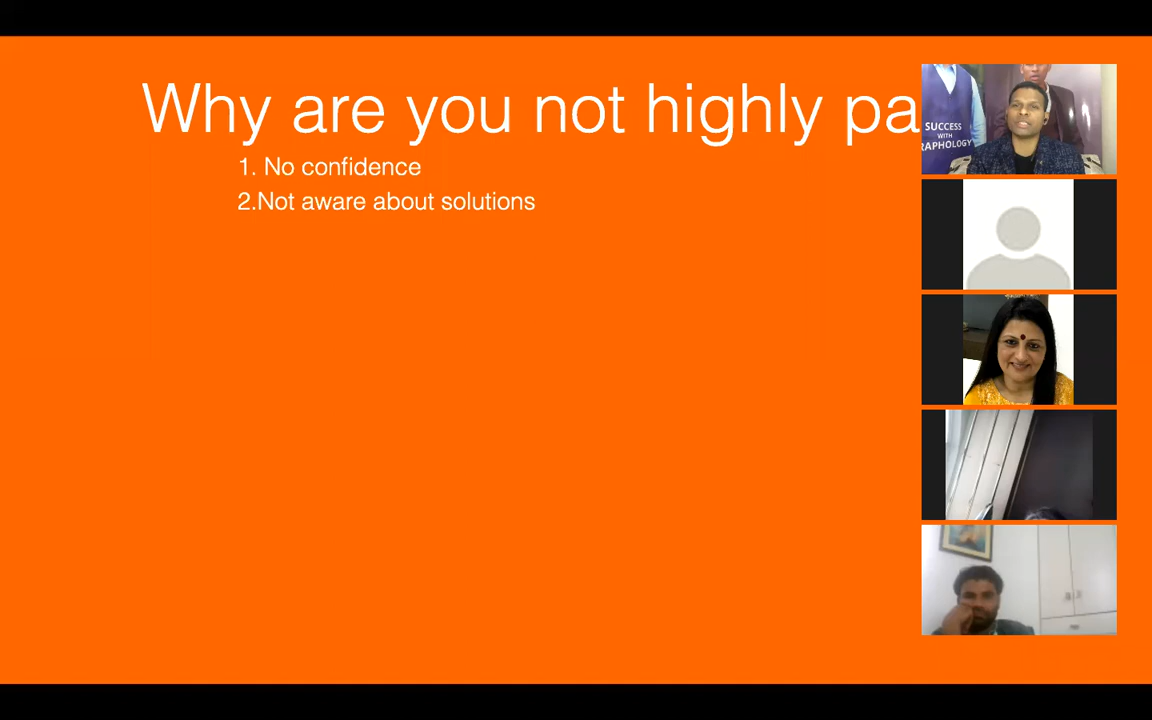 Why are you not highly pa
1. No confidence
2.Not aware about solutions
SUCCESS
WITH
RAPHOLOGY